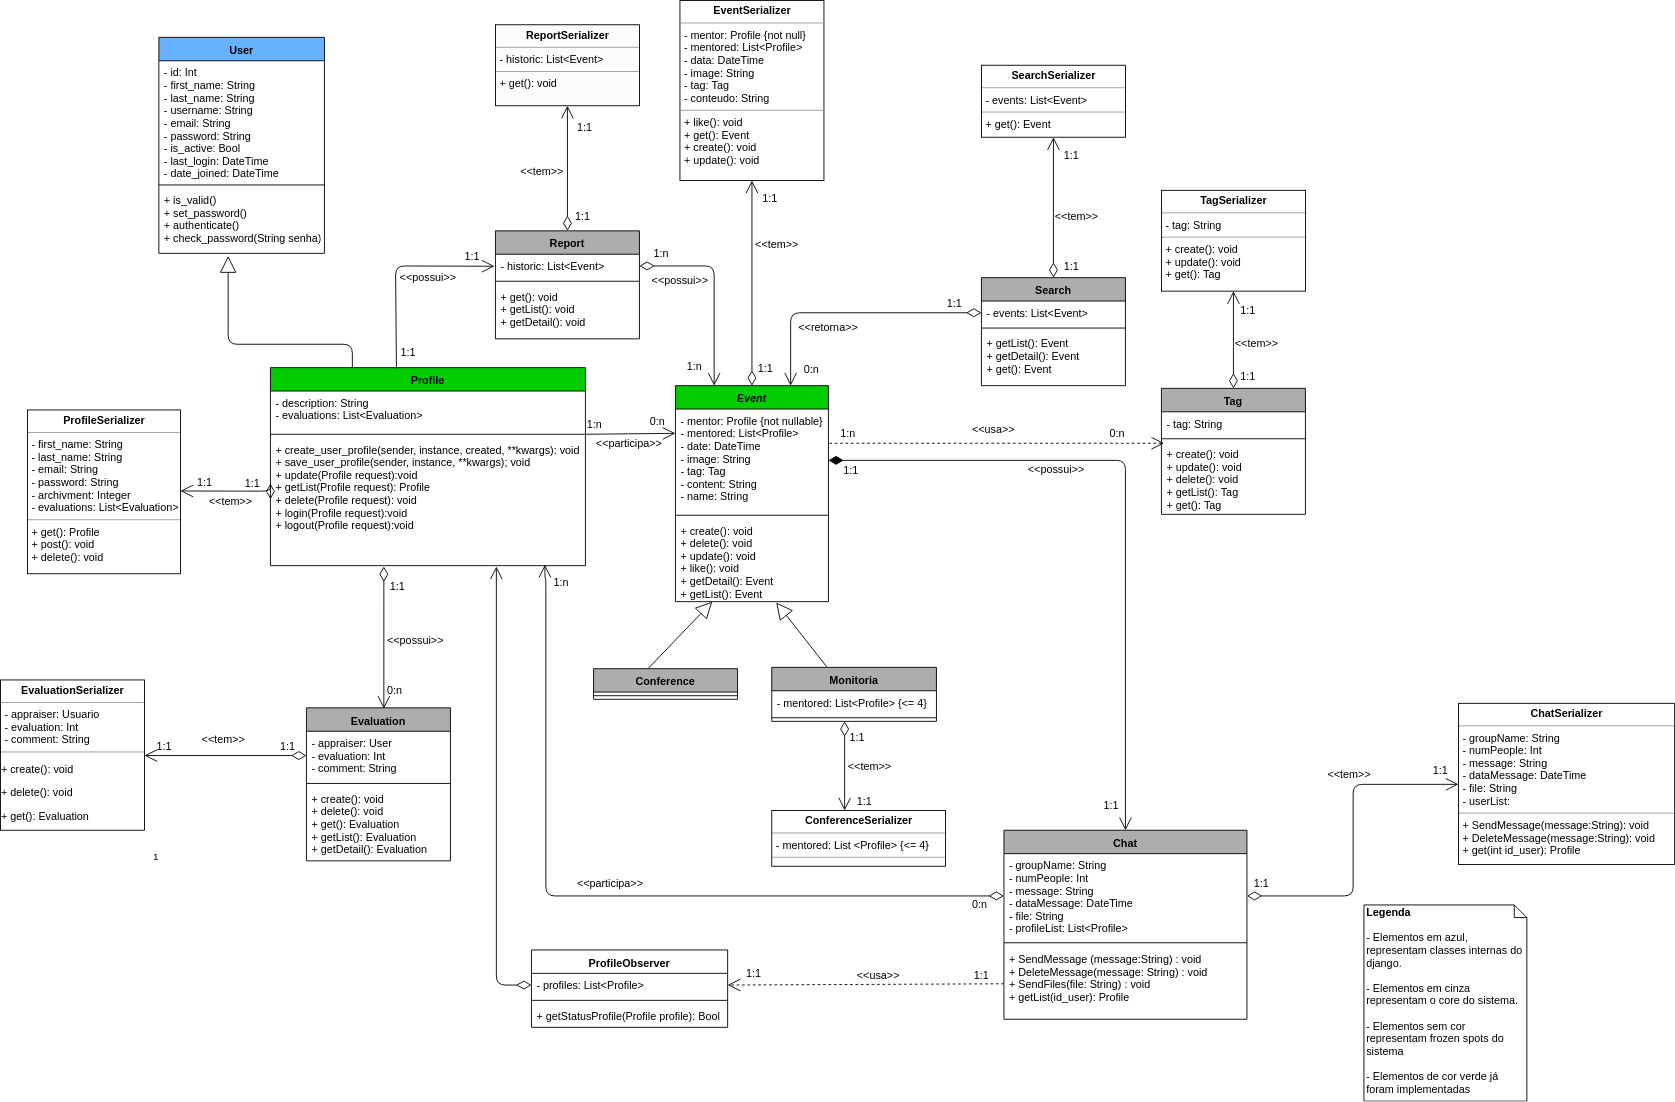 User
- id: Int
- first_name: String
- last_name: String
- username: String
- email: String
- password: String
- is_active: Bool
- last_login: DateTime
- date_joined: DateTime
+ is_valid()
+ set_password()
+ authenticate()
+ check_password(String senha)
ReportSerializer
- historic: List<Event>
+ get(): void
1:1
<<tem>>
1:1
Report
- historic: List<Event>
+ get(): void
+ getList(): void
+ getDetail(): void
1:1
<<possui>>
1:1
1:n
<<possui>>
1:n
EventSerializer
- mentor: Profile {not null}
- mentored: List<Profile>
- data: DateTime
- image: String
- tag: Tag
- conteudo: String
+ like(): void
+ get(): Event
+ create(): void
+ update(): void
1:1
<<tem>>
1:1
SearchSerializer
- events: List<Event>
+ get(): Event
1:1
<<tem>>
1:1
Search
- events: List<Event>
+ getList(): Event
+ getDetail(): Event
+ get(): Event
1:1
<<retorna>>
0:n
TagSerializer
- tag: String
+ create(): void
+ update(): void
+ get(): Tag
1:1
<<tem>>
1:1
Tag
- tag: String
+ create(): void
+ update(): void
+ delete(): void
+ getList(): Tag
+ get(): Tag
Profile
- description: String
- evaluations: List<Evaluation>
+ create_user_profile(sender, instance, created, **kwargs): void
+ save_user_profile(sender, instance, **kwargs); void
+ update(Profile request):void
+ getList(Profile request): Profile
+ delete(Profile request): void
+ login(Profile request):void
+ logout(Profile request):void
ProfileSerializer
- first_name: String
- last_name: String
- email: String
- password: String
- archivment: Integer
- evaluations: List<Evaluation>
+ get(): Profile
+ post(): void
+ delete(): void
1:1
1:1
<<tem>>
1:n
0:n
<<participa>>
Event
- mentor: Profile {not nullable}
- mentored: List<Profile>
- date: DateTime
- image: String
- tag: String
- content: String
- name: String
+ create(): void
+ delete(): void
+ update(): void
+ like(): void
+ getDetail(): Event
+ getList(): Event
1:n
<<usa>>
0:n
1:1
<<possui>>
1:1
1:1
<<possui>>
0:n
1:n
Conference
Monitoria
- mentored: List<Profile> {<= 4}
1:1
<<tem>>
1:1
ConferenceSerializer
- mentored: List <Profile> {<= 4}
EvaluationSerializer
- appraiser: Usuario
- evaluation: Int
- comment: String
+ create(): void
+ delete(): void
+ get(): Evaluation
1:1
<<tem>>
1:1
1
Evaluation
- appraiser: User
- evaluation: Int
- comment: String
+ create(): void
+ delete(): void
+ get(): Evaluation
+ getList(): Evaluation
+ getDetail(): Evaluation
<<participa>>
0:n
Chat
- groupName: String
- numPeople: Int
- message: String
- dataMessage: DateTime
- file: String
- profileList: List<Profile>
+ SendMessage (message:String) : void
+ DeleteMessage(message: String) : void
+ SendFiles(file: String) : void
+ getList(id_user): Profile
1:1
<<tem>>
1:1
ChatSerializer
- groupName: String
- numPeople: Int
- message: String
- dataMessage: DateTime
- file: String
- userList:
+ SendMessage(message:String): void
+ DeleteMessage(message:String): void
+ get(int id_user): Profile
ProfileObserver
- profiles: List<Profile>
+ getStatusProfile(Profile profile): Bool
1:1
<<usa>>
1:1
Legenda
- Elementos em azul,
representam classes internas do
django.
- Elementos em cinza
representam o core do sistema.
- Elementos sem cor
representam frozen spots do
sistema
- Elementos de cor verde já
foram implementadas